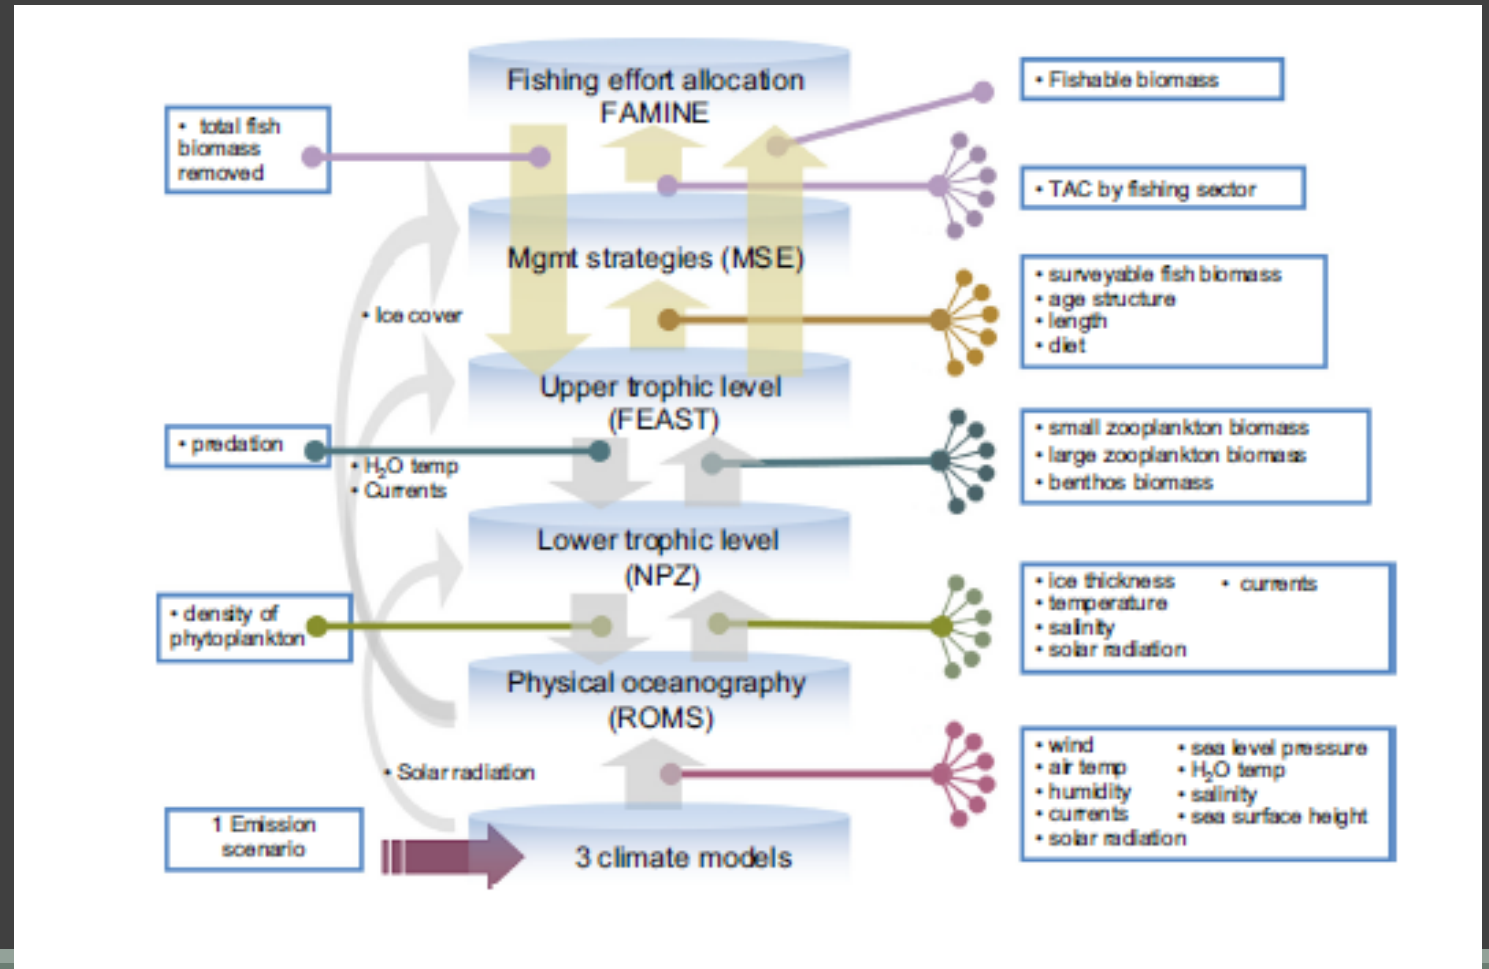 Fishing effort allocation
FAMINE
• Fishable biomass
• total fish
biomass
removed
• TAC by fishing sector
Mgmt strategies (MSE)
• surveyable fish biomass
• age structure
• length
• diet
• Ice cover
Upper trophic level
(FEAST)
• predation
• small zooplankton biomass
• large zooplankton biomass
• benthos biomass
• H₂O temp
• Currents
Lower trophic level
(NPZ)
• ice thickness
• currents
• temperature
• salinity
• solar radiation
• density of
phytoplankton
Physical oceanography
(ROMS)
• Solar radiation
• wind
• air temp
• humidity
• currents
• solar radiation
• sea level pressure
• H₂O temp
• salinity
• sea surface height
1 Emission
scenario
3 climate models